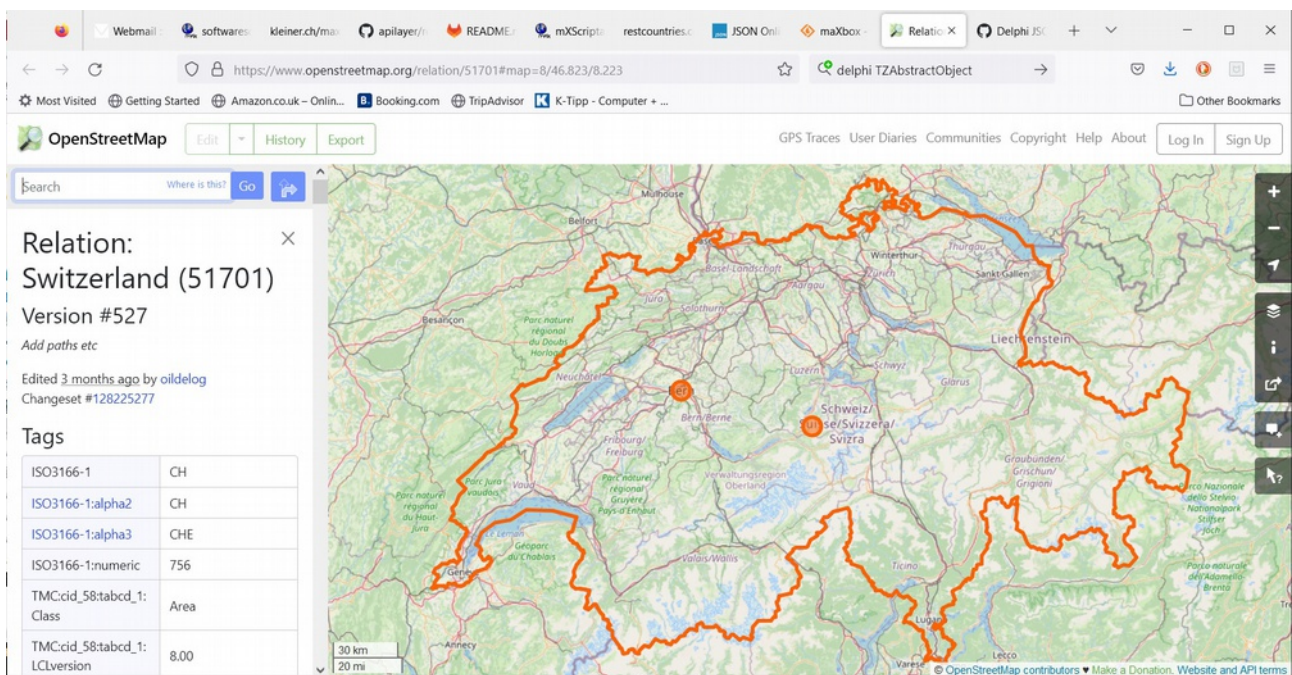 Webmail :
softwares
kleiner.ch/max
apilayer/r
README.r
mXScripta
restcountries.c
JSON Onli
maXbox -
Relatio
Delphi JSO
https://www.openstreetmap.org/relation/51701#map=8/46.823/8.223
delphi TZAbstractObject
Most Visited
Getting Started
Amazon.co.uk – Onlin...
Booking.com
TripAdvisor
K-Tipp - Computer + ...
Other Bookmarks
OpenStreetMap
Edit
History
Export
GPS Traces
User Diaries
Communities
Copyright
Help
About
Log In
Sign Up
Search
Where is this?
Go
Relation:
Switzerland (51701)
Version #527
Add paths etc
Edited 3 months ago by oildelog
Changeset #128225277
Tags
ISO3166-1 CH
ISO3166-1:alpha2 CH
ISO3166-1:alpha3 CHE
ISO3166-1:numeric 756
TMC:cid_58:tabcd_1:
Class
Area
TMC:cid_58:tabcd_1:
LCLversion
8.00
Mulhouse
Belfort
Basel-Landschaft
Winterthur
Thurgau
Sankt Gallen
Zürich
Aargau
Jura
Solothurn
Besançon
Parc naturel
régional
du Doubs
Horloger
Neuchâtel
Luzern
Schwyz
Glarus
Liechtenstein
Bern
Bern/Berne
Schweiz/
Suisse/Svizzera/
Svizra
Fribourg/
Freiburg
Verwaltungsregion
Oberland
Graubünden/
Grischun/
Grigioni
Parc Jura
vaudois
Vaud
Parc naturel
régional
Gruyère
Pays-d'Enhaut
Parc naturel
régional
du Haut-
Jura
Le Léman
Géoparc
du Chablais
Genè
Valais/Wallis
Ticino
Parco Nazionale
dello Stelvio -
Nationalpark
Stilfser
Joch
Parco naturale
dell'Adamello-
Brenta
Lugano
Annecy
Varese
Lecco
Tre
30 km
20 mi
© OpenStreetMap contributors ♥ Make a Donation. Website and API terms